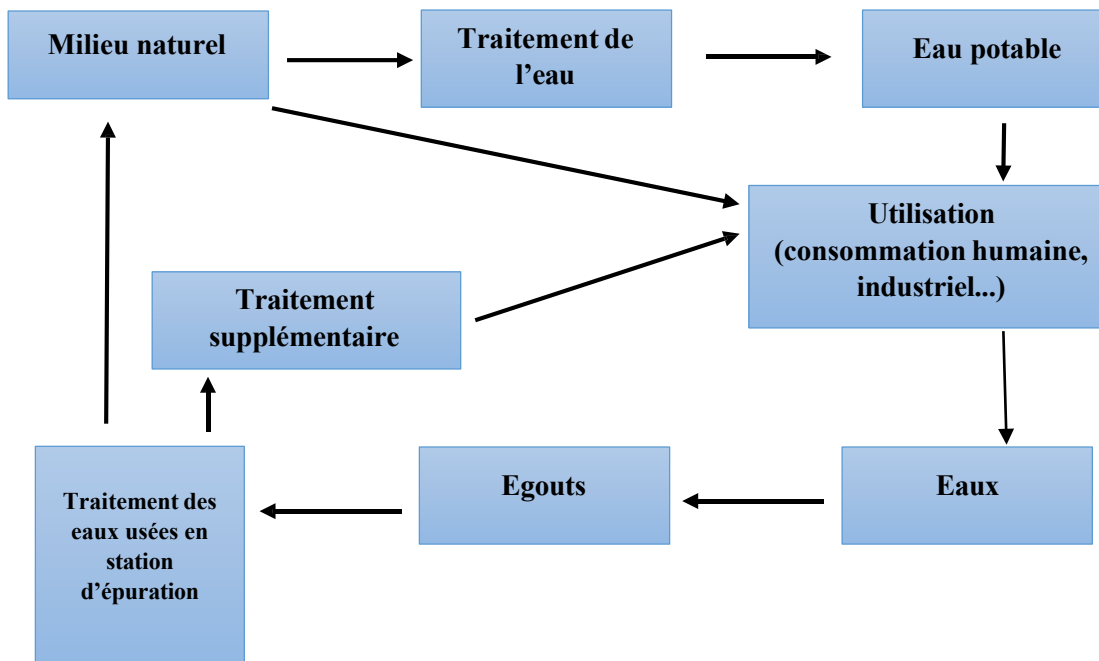 Milieu naturel
Traitement de
l’eau
Eau potable
Utilisation
(consommation humaine,
industriel...)
Traitement
supplémentaire
Traitement des
eaux usées en
station
d’épuration
Egouts
Eaux